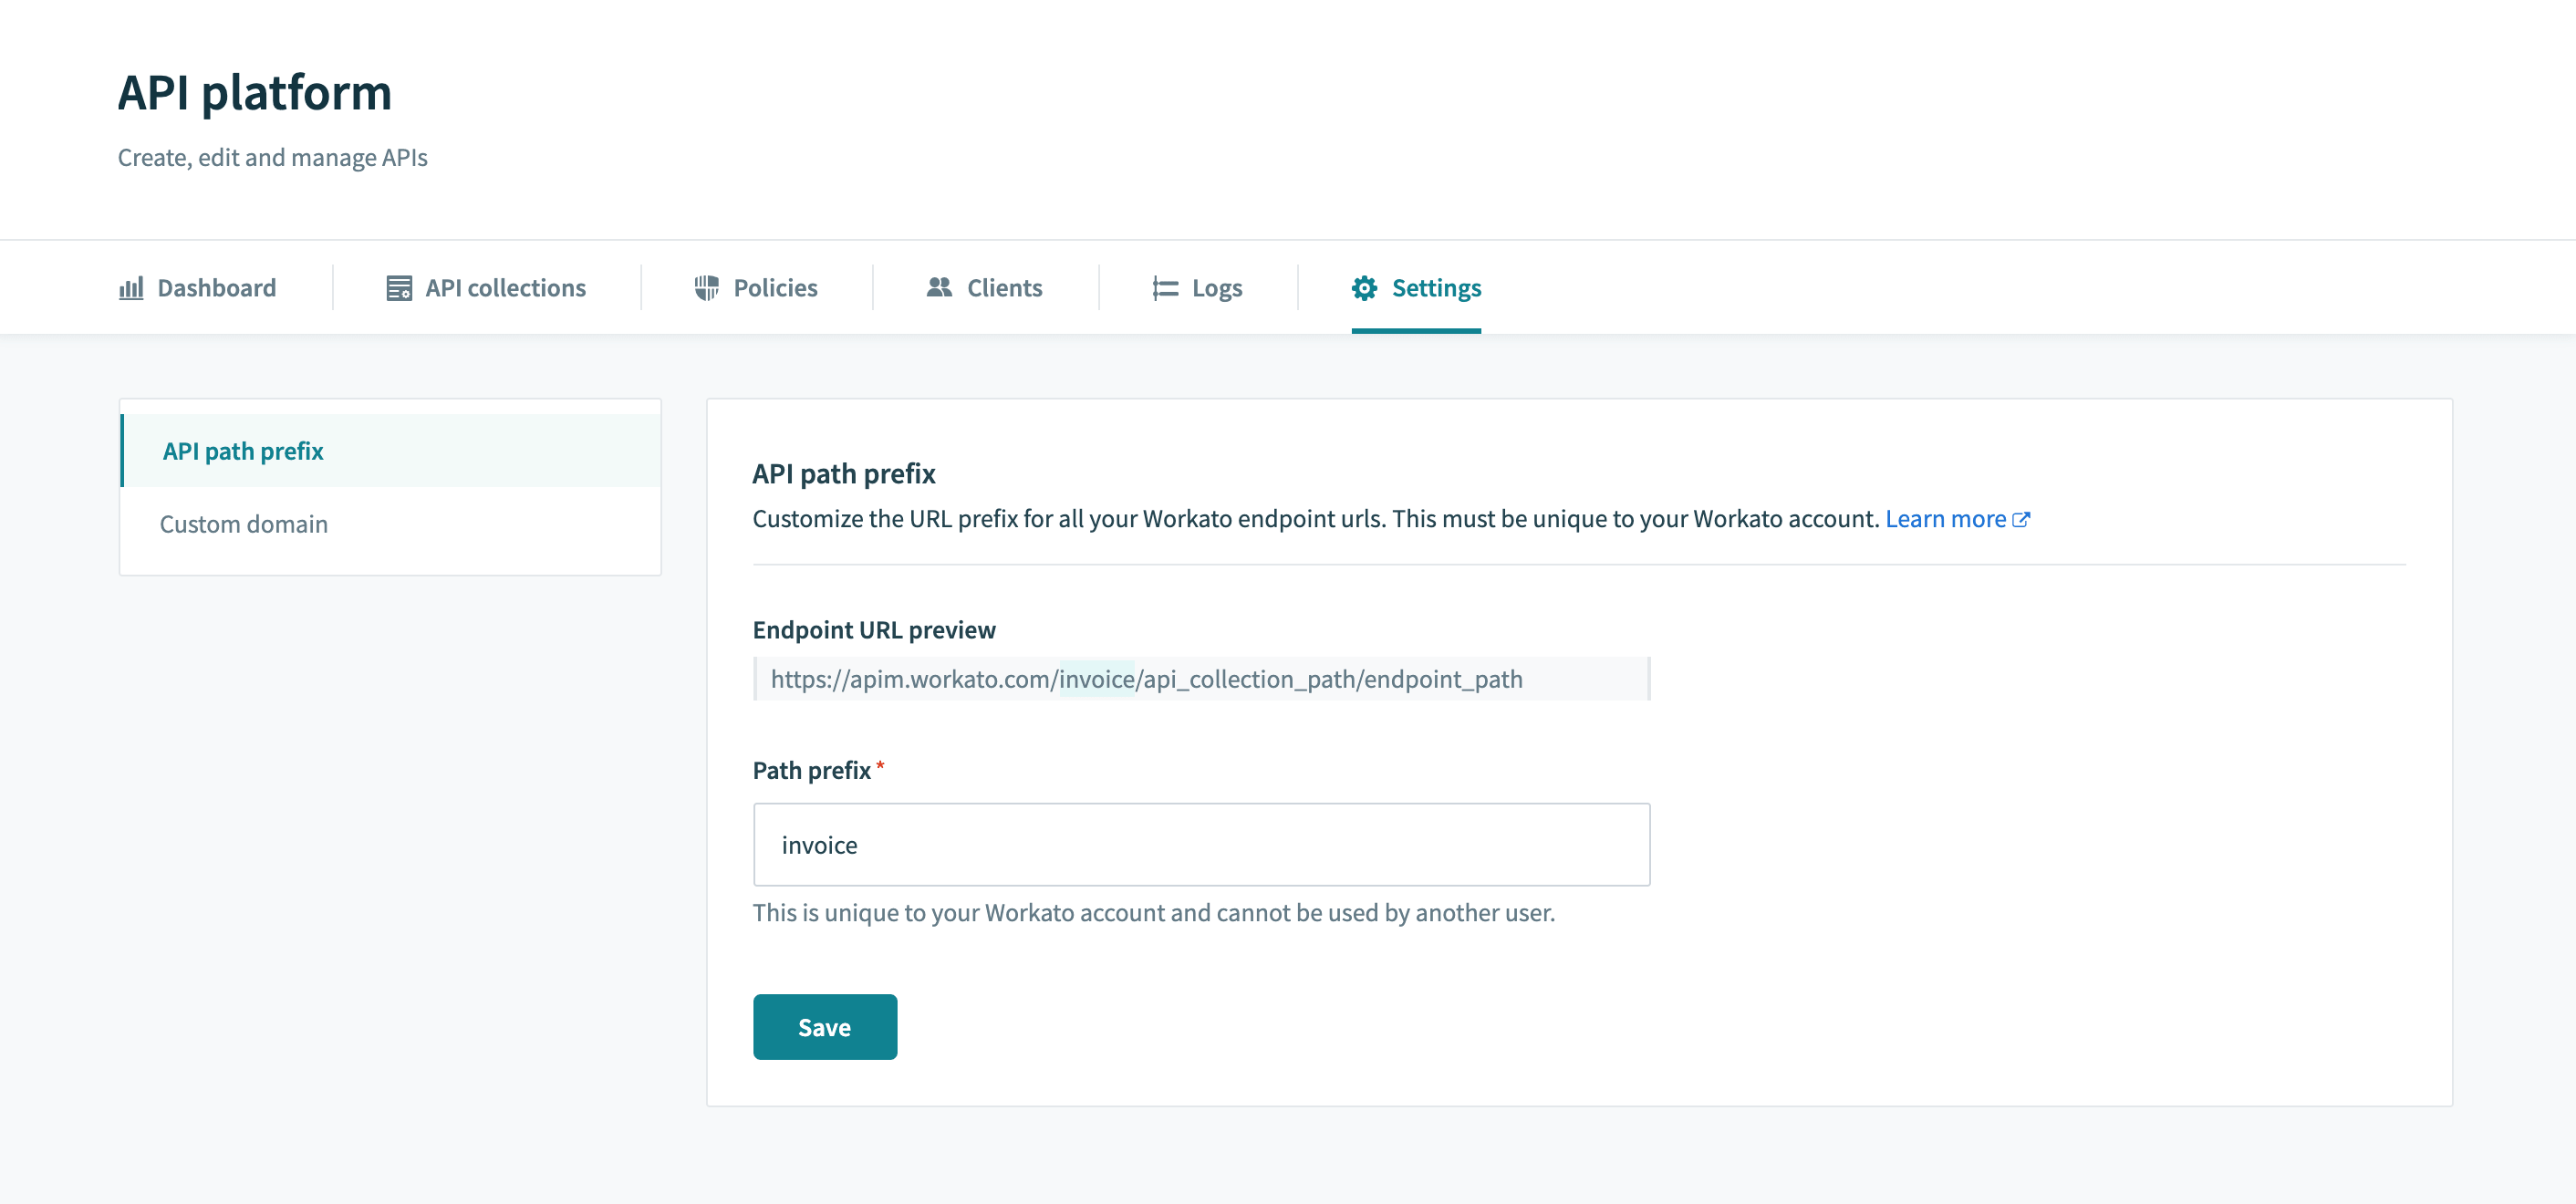 API platform
Create, edit and manage APIs
Dashboard
API collections
Policies
Clients
Logs
Settings
API path prefix
Custom domain
API path prefix
Customize the URL prefix for all your Workato endpoint urls. This must be unique to your Workato account. Learn more
Endpoint URL preview
https://apim.workato.com/invoice/api_collection_path/endpoint_path
Path prefix *
invoice
This is unique to your Workato account and cannot be used by another user.
Save